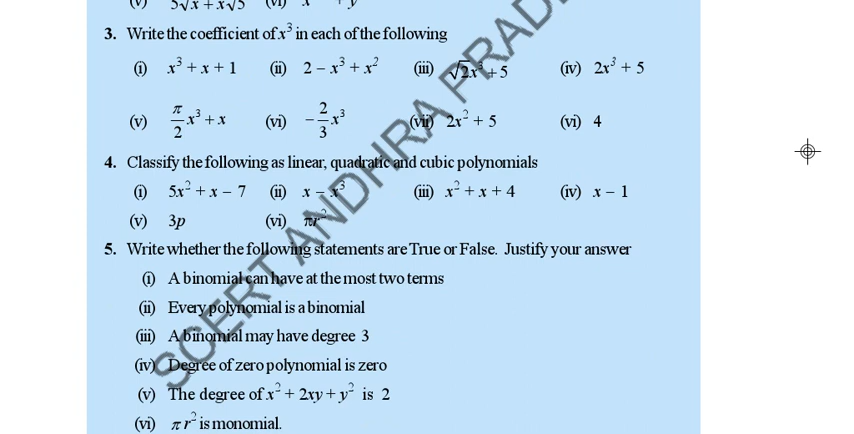 (v) 5√x + x√5 (vi)
3. Write the coefficient of x³ in each of the following
(i) x³ + x + 1 (ii) 2 – x³ + x² (iii) √2x³ + 5 (iv) 2x³ + 5
(v) π/2 x³ + x (vi) –2/3 x³ (vii) 2x² + 5 (vi) 4
4. Classify the following as linear, quadratic and cubic polynomials
(i) 5x² + x – 7 (ii) x – x³ (iii) x² + x + 4 (iv) x – 1
(v) 3p (vi) πr²
5. Write whether the following statements are True or False. Justify your answer
(i) A binomial can have at the most two terms
(ii) Every polynomial is a binomial
(iii) A binomial may have degree 3
(iv) Degree of zero polynomial is zero
(v) The degree of x² + 2xy + y² is 2
(vi) πr² is monomial.
SCERT ANDHRA PRAD